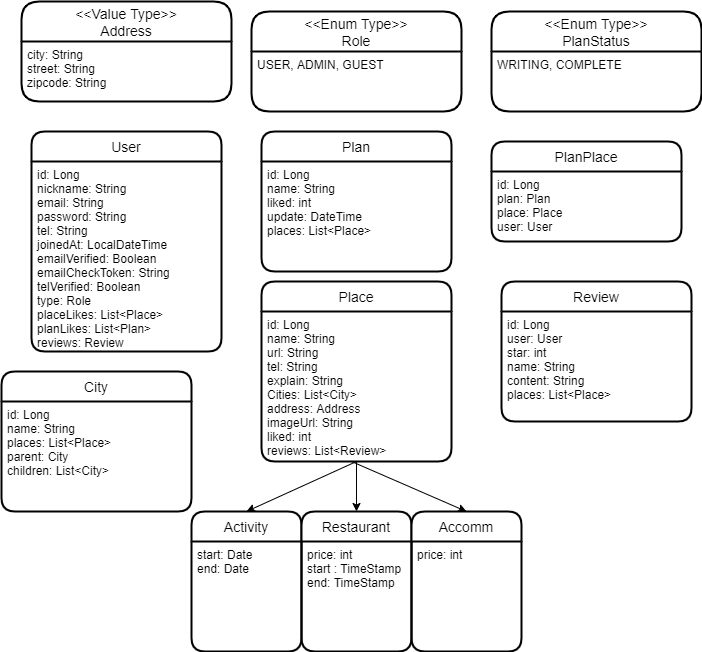 <<Value Type>>
Address
city: String
street: String
zipcode: String
<<Enum Type>>
Role
USER, ADMIN, GUEST
<<Enum Type>>
PlanStatus
WRITING, COMPLETE
User
id: Long
nickname: String
email: String
password: String
tel: String
joinedAt: LocalDateTime
emailVerified: Boolean
emailCheckToken: String
telVerified: Boolean
type: Role
placeLikes: List<Place>
planLikes: List<Plan>
reviews: Review
Plan
id: Long
name: String
liked: int
update: DateTime
places: List<Place>
PlanPlace
id: Long
plan: Plan
place: Place
user: User
Place
id: Long
name: String
url: String
tel: String
explain: String
Cities: List<City>
address: Address
imageUrl: String
liked: int
reviews: List<Review>
Review
id: Long
user: User
star: int
name: String
content: String
places: List<Place>
City
id: Long
name: String
places: List<Place>
parent: City
children: List<City>
Activity
start: Date
end: Date
Restaurant
price: int
start : TimeStamp
end: TimeStamp
Accomm
price: int